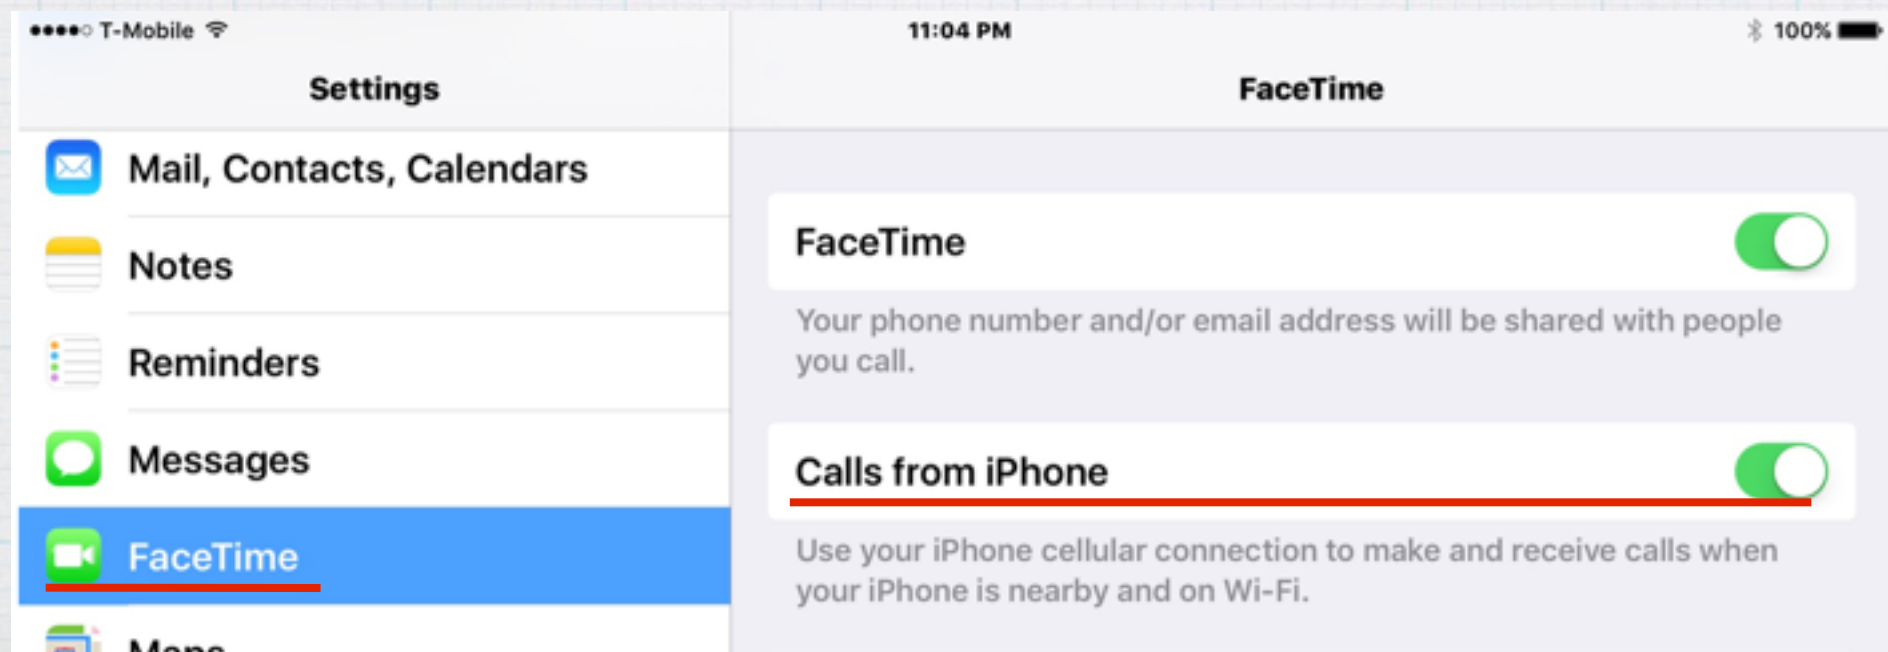 T-Mobile 11:04 PM 100%
Settings
FaceTime
Mail, Contacts, Calendars
Notes
Reminders
Messages
FaceTime
Maps
FaceTime
Your phone number and/or email address will be shared with people
you call.
Calls from iPhone
Use your iPhone cellular connection to make and receive calls when
your iPhone is nearby and on Wi-Fi.